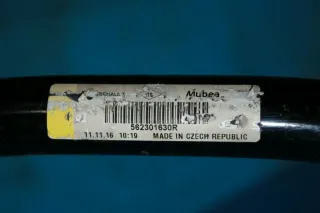 Mubea
562301630R
11.11.16 10:19 MADE IN CZECH REPUBLIC